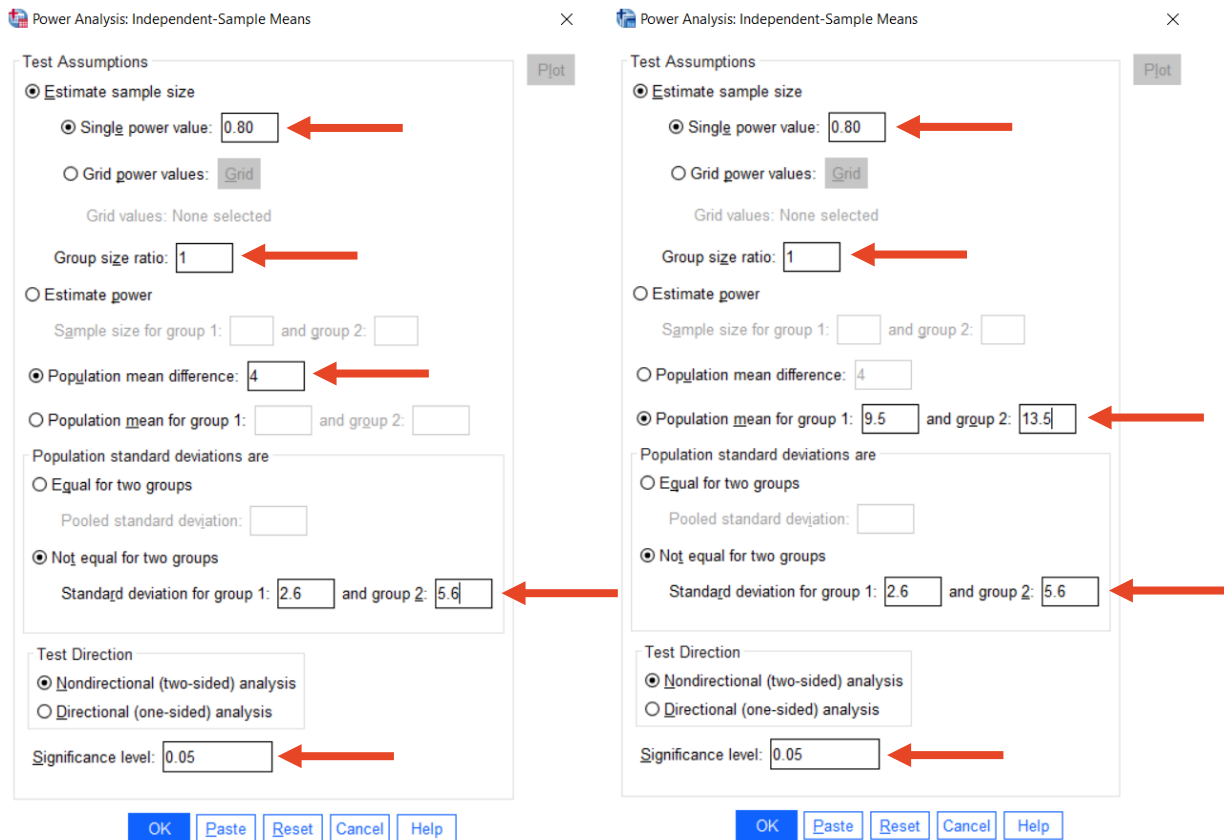 Power Analysis: Independent-Sample Means
Test Assumptions
Plot
Estimate sample size
Single power value: 0.80
Grid power values: Grid
Grid values: None selected
Group size ratio: 1
Estimate power
Sample size for group 1: and group 2:
Population mean difference: 4
Population mean for group 1: and group 2:
Population standard deviations are
Equal for two groups
Pooled standard deviation:
Not equal for two groups
Standard deviation for group 1: 2.6 and group 2: 5.6
Test Direction
Nondirectional (two-sided) analysis
Directional (one-sided) analysis
Significance level: 0.05
OK Paste Reset Cancel Help
Power Analysis: Independent-Sample Means
Test Assumptions
Plot
Estimate sample size
Single power value: 0.80
Grid power values: Grid
Grid values: None selected
Group size ratio: 1
Estimate power
Sample size for group 1: and group 2:
Population mean difference: 4
Population mean for group 1: 9.5 and group 2: 13.5
Population standard deviations are
Equal for two groups
Pooled standard deviation:
Not equal for two groups
Standard deviation for group 1: 2.6 and group 2: 5.6
Test Direction
Nondirectional (two-sided) analysis
Directional (one-sided) analysis
Significance level: 0.05
OK Paste Reset Cancel Help